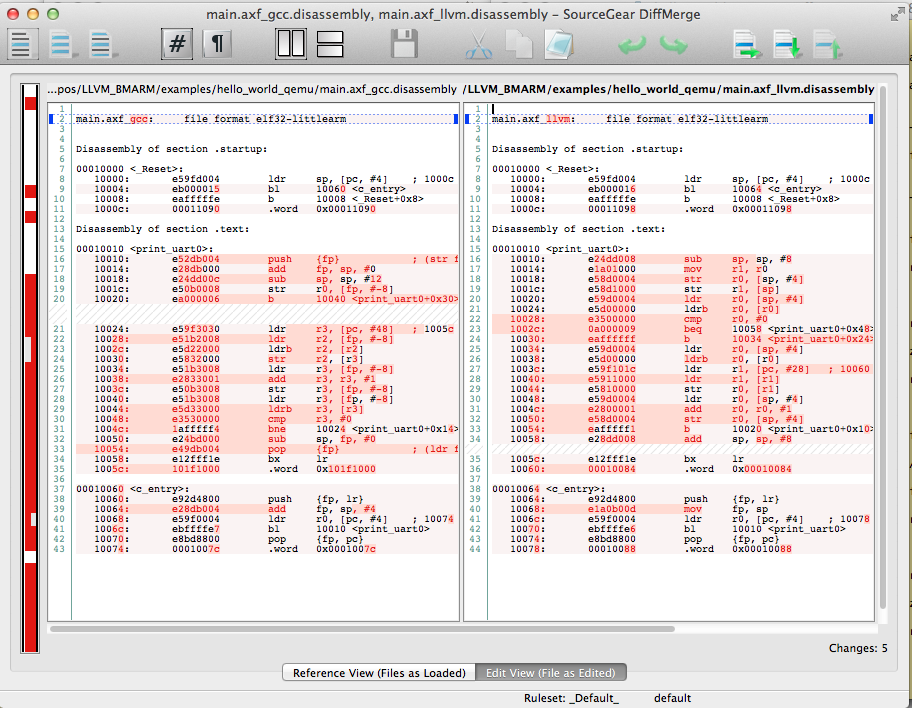 main.axf_gcc.disassembly, main.axf_llvm.disassembly – SourceGear DiffMerge
# ¶
...pos/LLVM_BMARM/examples/hello_world_qemu/main.axf_gcc.disassembly
1
2 main.axf_gcc: file format elf32-littlearm
3
4
5 Disassembly of section .startup:
6
7 00010000 <_Reset>:
8 10000: e59fd004 ldr sp, [pc, #4] ; 1000c
9 10004: eb000015 bl 10060 <c_entry>
10 10008: eafffffe b 10008 <_Reset+0x8>
11 1000c: 00011090 .word 0x00011090
12
13 Disassembly of section .text:
14
15 00010010 <print_uart0>:
16 10010: e52db004 push {fp} ; (str f
17 10014: e28db000 add fp, sp, #0
18 10018: e24dd00c sub sp, sp, #12
19 1001c: e50b0008 str r0, [fp, #-8]
20 10020: ea000006 b 10040 <print_uart0+0x30>
21 10024: e59f3030 ldr r3, [pc, #48] ; 1005c
22 10028: e51b2008 ldr r2, [fp, #-8]
23 1002c: e5d22000 ldrb r2, [r2]
24 10030: e5832000 str r2, [r3]
25 10034: e51b3008 ldr r3, [fp, #-8]
26 10038: e2833001 add r3, r3, #1
27 1003c: e50b3008 str r3, [fp, #-8]
28 10040: e51b3008 ldr r3, [fp, #-8]
29 10044: e5d33000 ldrb r3, [r3]
30 10048: e3530000 cmp r3, #0
31 1004c: 1afffff4 bne 10024 <print_uart0+0x14>
32 10050: e24bd000 sub sp, fp, #0
33 10054: e49db004 pop {fp} ; (ldr f
34 10058: e12fff1e bx lr
35 1005c: 101f1000 .word 0x101f1000
36
37 00010060 <c_entry>:
38 10060: e92d4800 push {fp, lr}
39 10064: e28db004 add fp, sp, #4
40 10068: e59f0004 ldr r0, [pc, #4] ; 10074
41 1006c: ebffffe7 bl 10010 <print_uart0>
42 10070: e8bd8800 pop {fp, pc}
43 10074: 0001007c .word 0x0001007c
/LLVM_BMARM/examples/hello_world_qemu/main.axf_llvm.disassembly
1
2 main.axf_llvm: file format elf32-littlearm
3
4
5 Disassembly of section .startup:
6
7 00010000 <_Reset>:
8 10000: e59fd004 ldr sp, [pc, #4] ; 1000c
9 10004: eb000016 bl 10064 <c_entry>
10 10008: eafffffe b 10008 <_Reset+0x8>
11 1000c: 00011098 .word 0x00011098
12
13 Disassembly of section .text:
14
15 00010010 <print_uart0>:
16 10010: e24dd008 sub sp, sp, #8
17 10014: e1a01000 mov r1, r0
18 10018: e58d0004 str r0, [sp, #4]
19 1001c: e58d1000 str r1, [sp]
20 10020: e59d0004 ldr r0, [sp, #4]
21 10024: e5d00000 ldrb r0, [r0]
22 10028: e3500000 cmp r0, #0
23 1002c: 0a000009 beq 10058 <print_uart0+0x48>
24 10030: eaffffff b 10034 <print_uart0+0x24>
25 10034: e59d0004 ldr r0, [sp, #4]
26 10038: e5d00000 ldrb r0, [r0]
27 1003c: e59f101c ldr r1, [pc, #28] ; 10060
28 10040: e5911000 ldr r1, [r1]
29 10044: e5810000 str r0, [r1]
30 10048: e59d0004 ldr r0, [sp, #4]
31 1004c: e2800001 add r0, r0, #1
32 10050: e58d0004 str r0, [sp, #4]
33 10054: eafffff1 b 10020 <print_uart0+0x10>
34 10058: e28dd008 add sp, sp, #8
35 1005c: e12fff1e bx lr
36 10060: 00010084 .word 0x00010084
37
38 00010064 <c_entry>:
39 10064: e92d4800 push {fp, lr}
40 10068: e1a0b00d mov fp, sp
41 1006c: e59f0004 ldr r0, [pc, #4] ; 10078
42 10070: ebffffe6 bl 10010 <print_uart0>
43 10074: e8bd8800 pop {fp, pc}
44 10078: 00010088 .word 0x00010088
Changes: 5
Reference View (Files as Loaded) Edit View (File as Edited)
Ruleset: _Default_ default